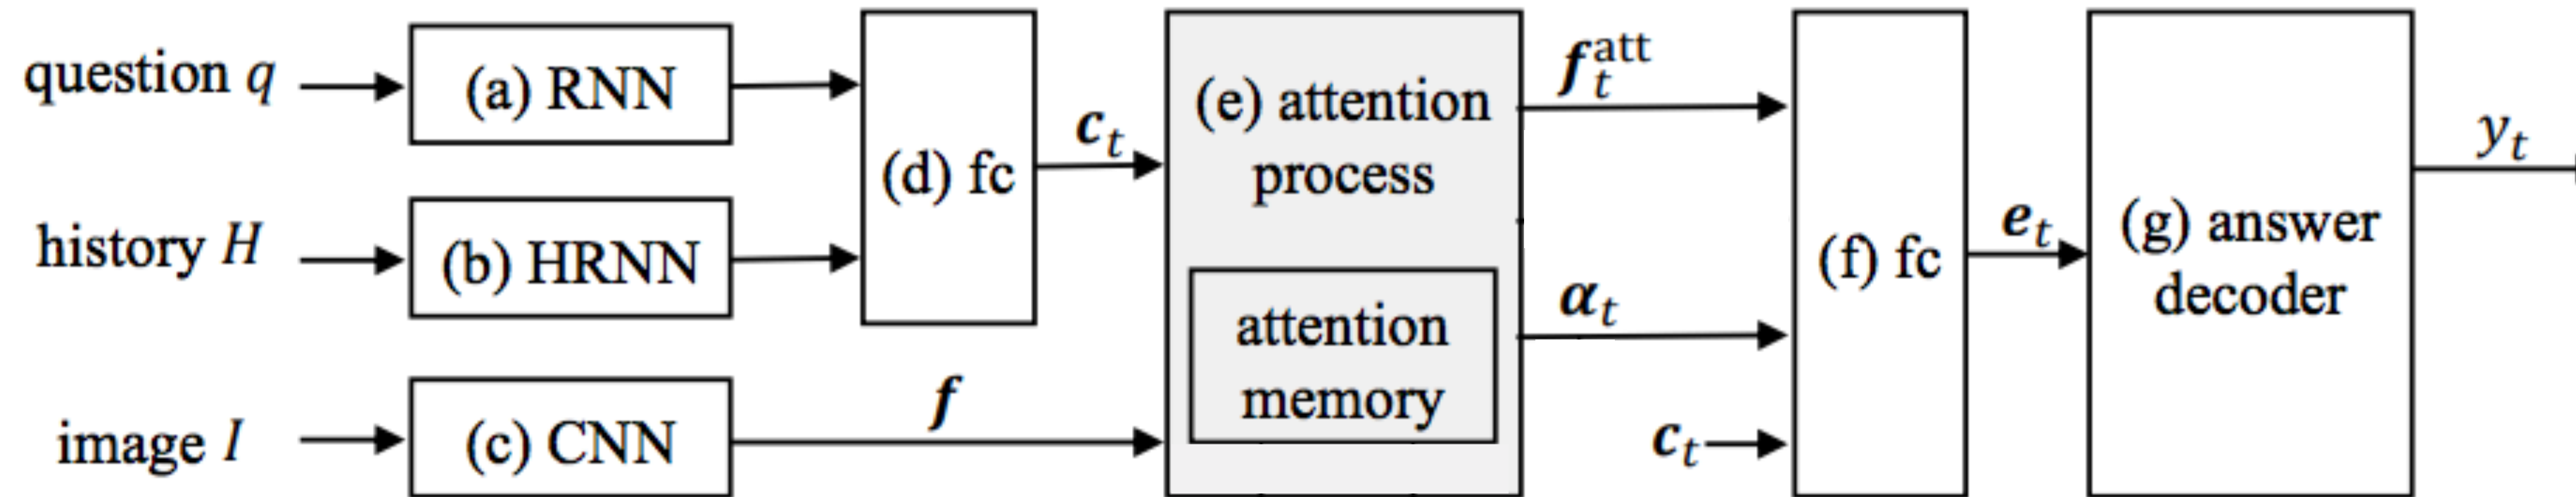 question q
(a) RNN
history H
(b) HRNN
image I
(c) CNN
f
(d) fc
c_t
(e) attention
process
attention
memory
f_t^att
α_t
c_t
(f) fc
e_t
(g) answer
decoder
y_t